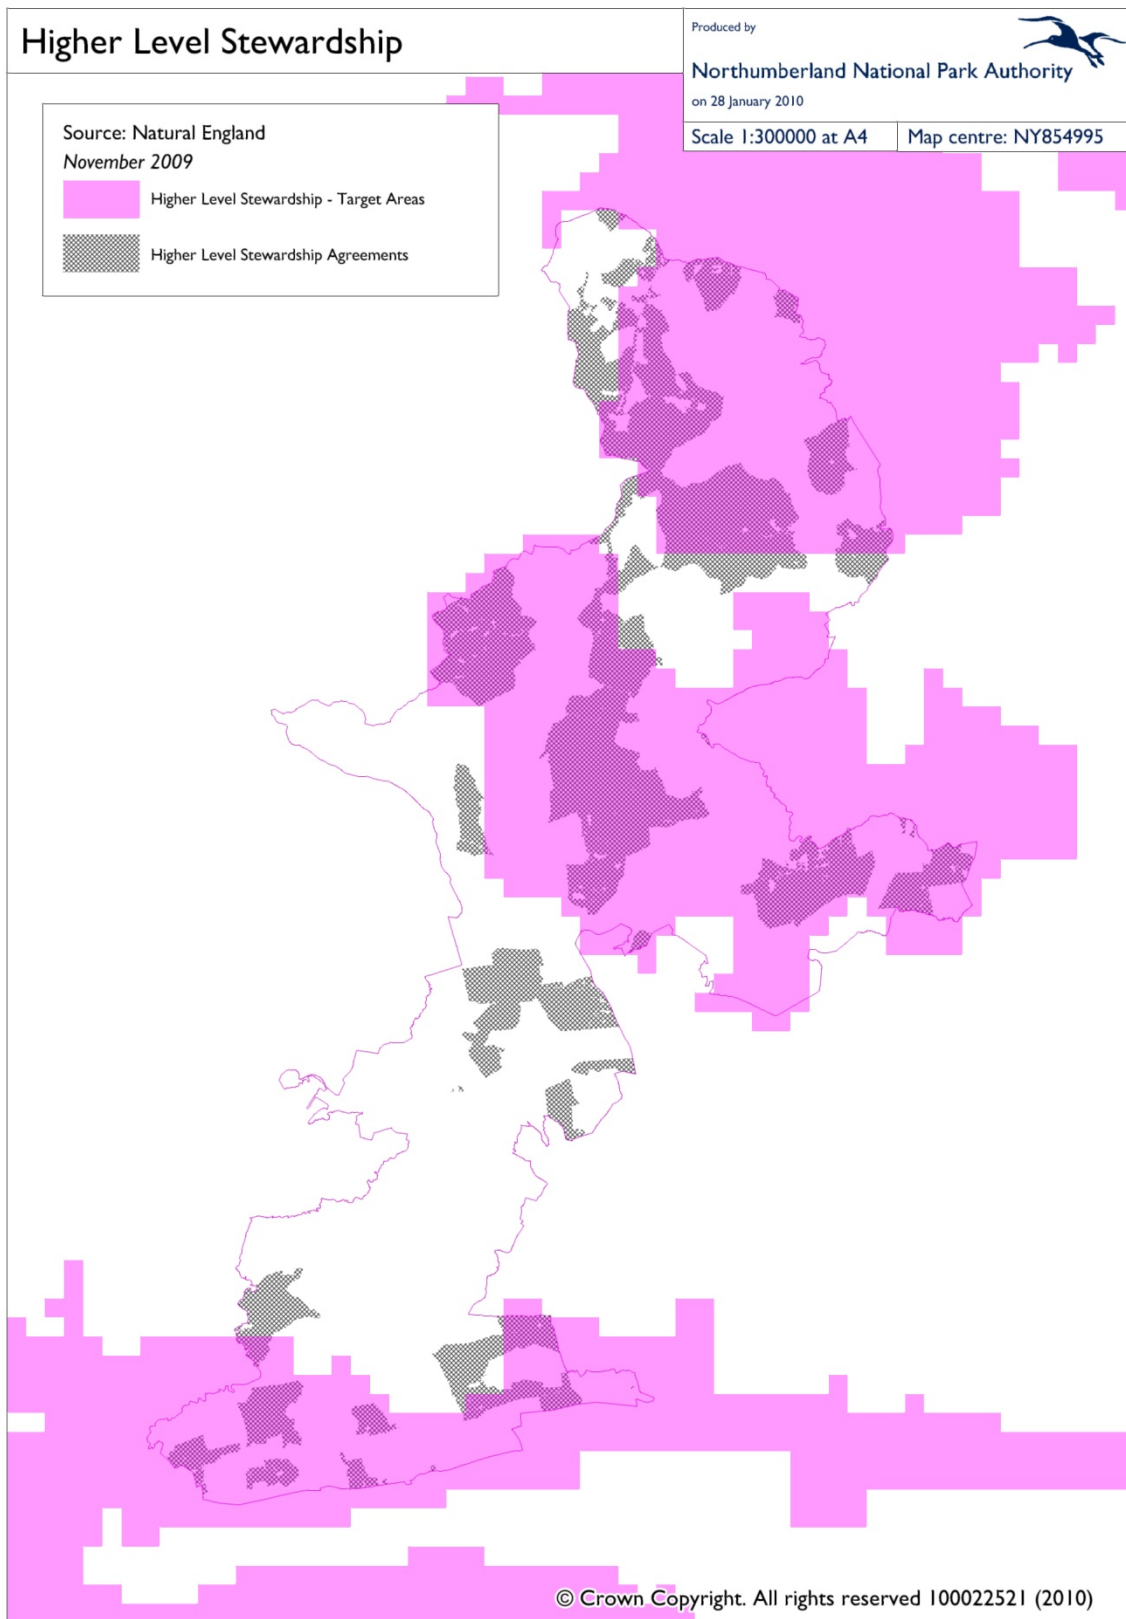 Higher Level Stewardship
Produced by
Northumberland National Park Authority
on 28 January 2010
Scale 1:300000 at A4
Map centre: NY854995
Source: Natural England
November 2009
Higher Level Stewardship - Target Areas
Higher Level Stewardship Agreements
© Crown Copyright. All rights reserved 100022521 (2010)